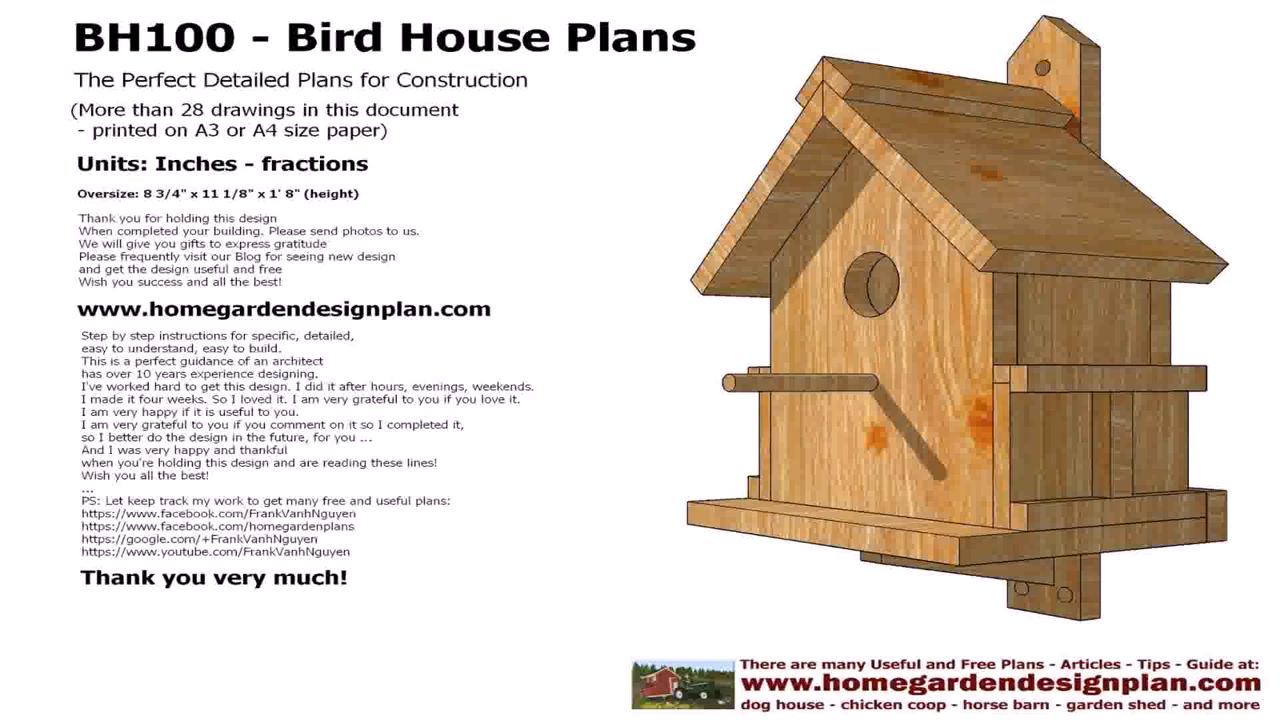 BH100 - Bird House Plans
The Perfect Detailed Plans for Construction
(More than 28 drawings in this document
- printed on A3 or A4 size paper)
Units: Inches - fractions
Oversize: 8 3/4" x 11 1/8" x 1' 8" (height)
Thank you for holding this design
When completed your building. Please send photos to us.
We will give you gifts to express gratitude
Please frequently visit our Blog for seeing new design
and get the design useful and free
Wish you success and all the best!
www.homegardendesignplan.com
Step by step instructions for specific, detailed,
easy to understand, easy to build.
This is a perfect guidance of an architect
has over 10 years experience designing.
I've worked hard to get this design. I did it after hours, evenings, weekends.
I made it four weeks. So I loved it. I am very grateful to you if you love it.
I am very happy if it is useful to you.
I am very grateful to you if you comment on it so I completed it,
so I better do the design in the future, for you ...
And I was very happy and thankful
when you're holding this design and are reading these lines!
Wish you all the best!
...
PS: Let keep track my work to get many free and useful plans:
https://www.facebook.com/FrankVanhNguyen
https://www.facebook.com/homegardenplans
https://google.com/+FrankVanhNguyen
https://www.youtube.com/FrankVanhNguyen
Thank you very much!
There are many Useful and Free Plans - Articles - Tips - Guide at:
www.homegardendesignplan.com
dog house - chicken coop - horse barn - garden shed - and more